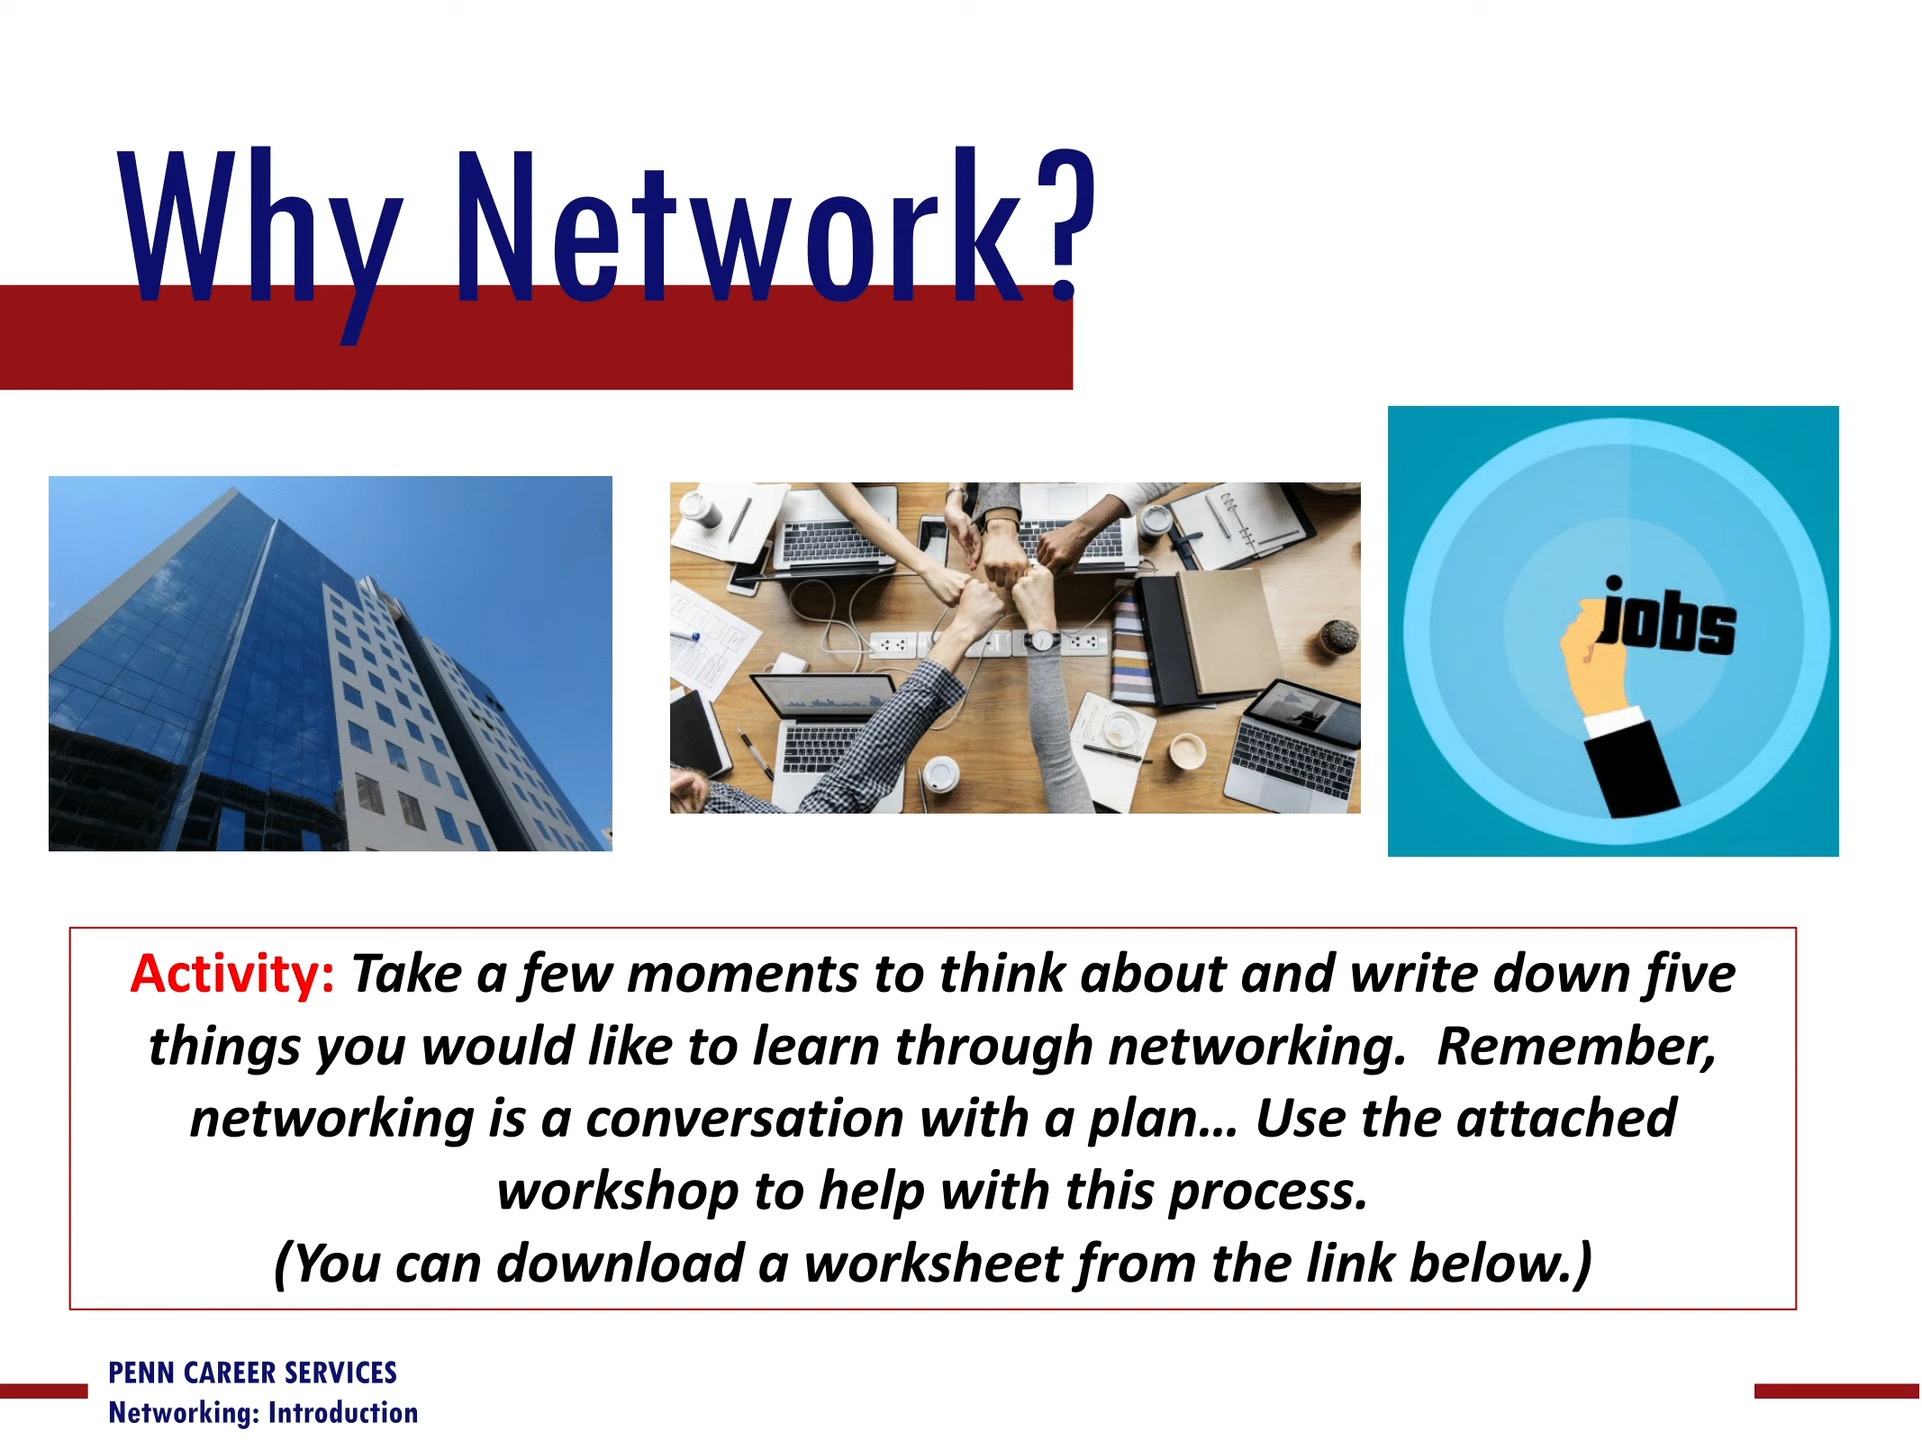 Why Network?
jobs
Activity: Take a few moments to think about and write down five
things you would like to learn through networking.  Remember,
networking is a conversation with a plan... Use the attached
workshop to help with this process.
(You can download a worksheet from the link below.)
PENN CAREER SERVICES
Networking: Introduction